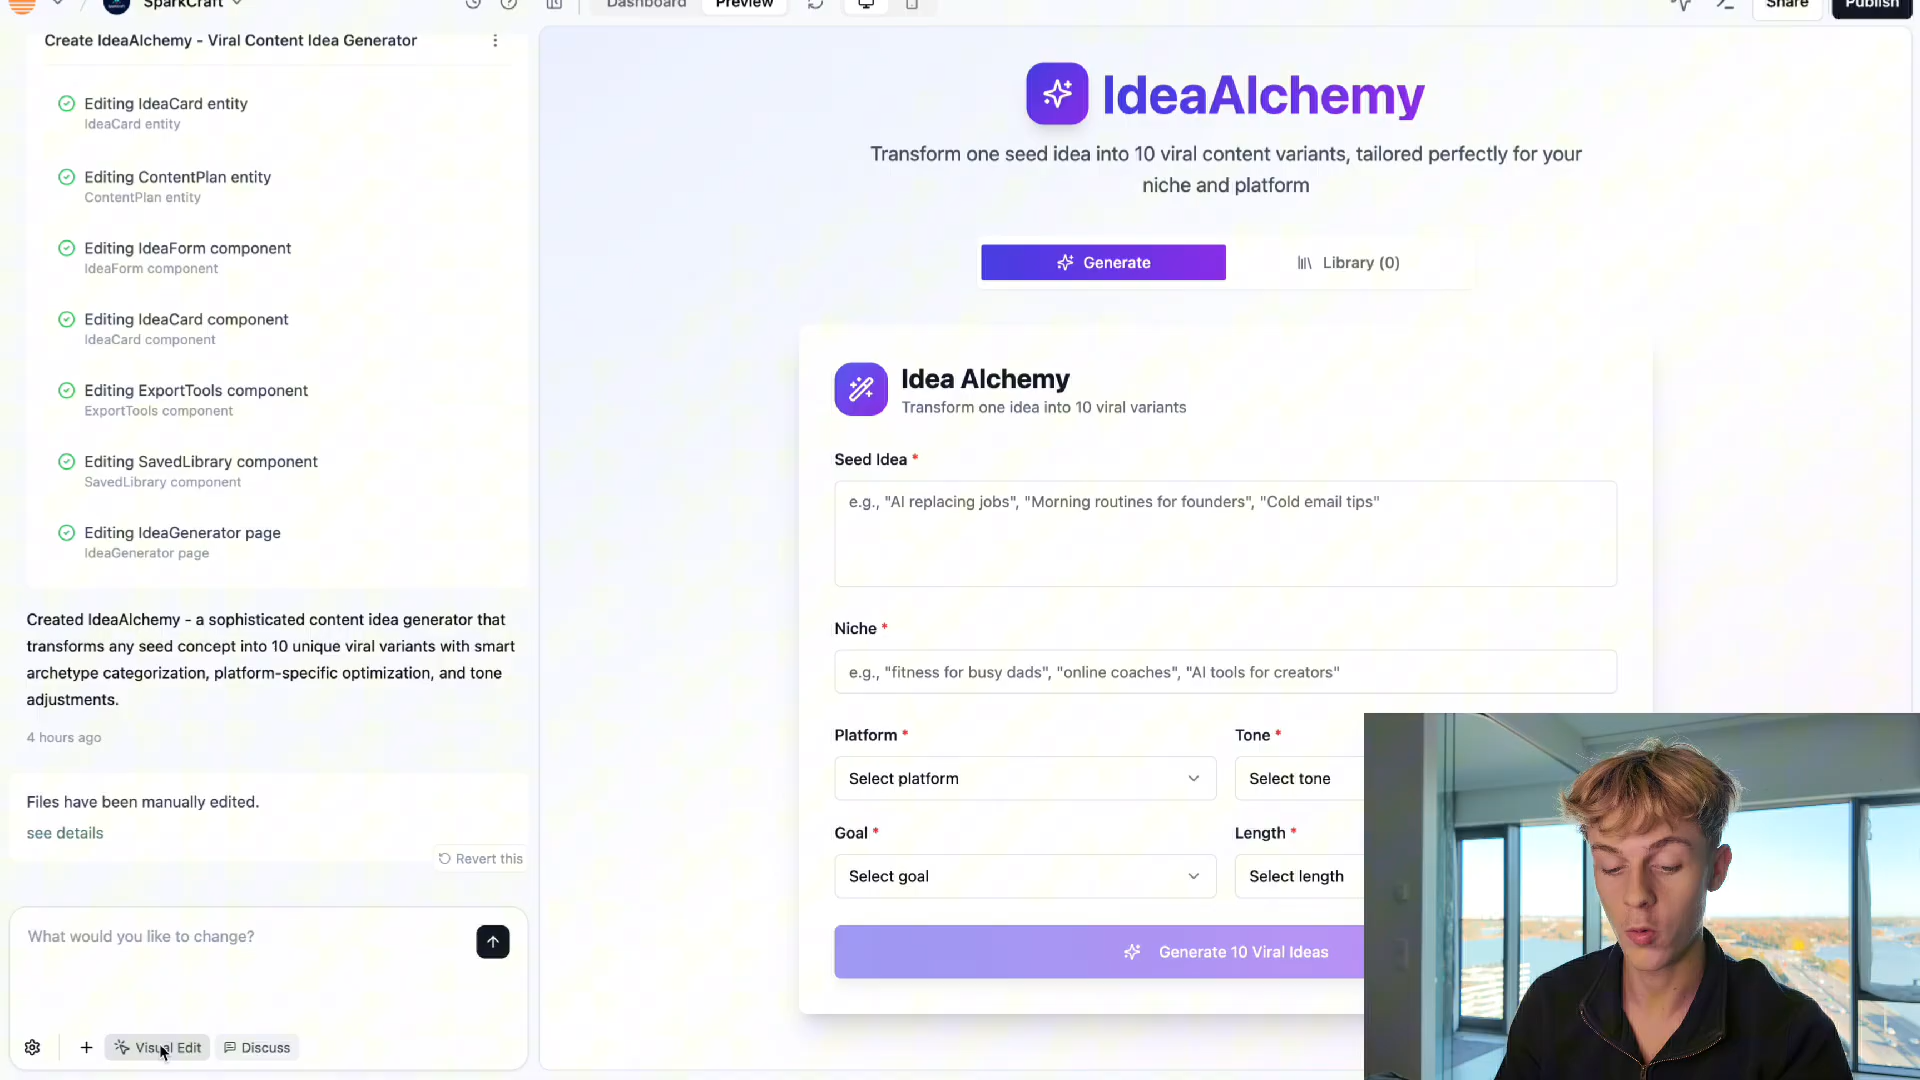 SparkCraft
Dashboard
Preview
Share
Publish
Create IdeaAlchemy - Viral Content Idea Generator
Editing IdeaCard entity
IdeaCard entity
Editing ContentPlan entity
ContentPlan entity
Editing IdeaForm component
IdeaForm component
Editing IdeaCard component
IdeaCard component
Editing ExportTools component
ExportTools component
Editing SavedLibrary component
SavedLibrary component
Editing IdeaGenerator page
IdeaGenerator page
Created IdeaAlchemy - a sophisticated content idea generator that
transforms any seed concept into 10 unique viral variants with smart
archetype categorization, platform-specific optimization, and tone
adjustments.
4 hours ago
Files have been manually edited.
see details
Revert this
What would you like to change?
Visual Edit
Discuss
IdeaAlchemy
Transform one seed idea into 10 viral content variants, tailored perfectly for your
niche and platform
Generate
Library (0)
Idea Alchemy
Transform one idea into 10 viral variants
Seed Idea *
e.g., "AI replacing jobs", "Morning routines for founders", "Cold email tips"
Niche *
e.g., "fitness for busy dads", "online coaches", "AI tools for creators"
Platform *
Tone *
Select platform
Select tone
Goal *
Length *
Select goal
Select length
Generate 10 Viral Ideas